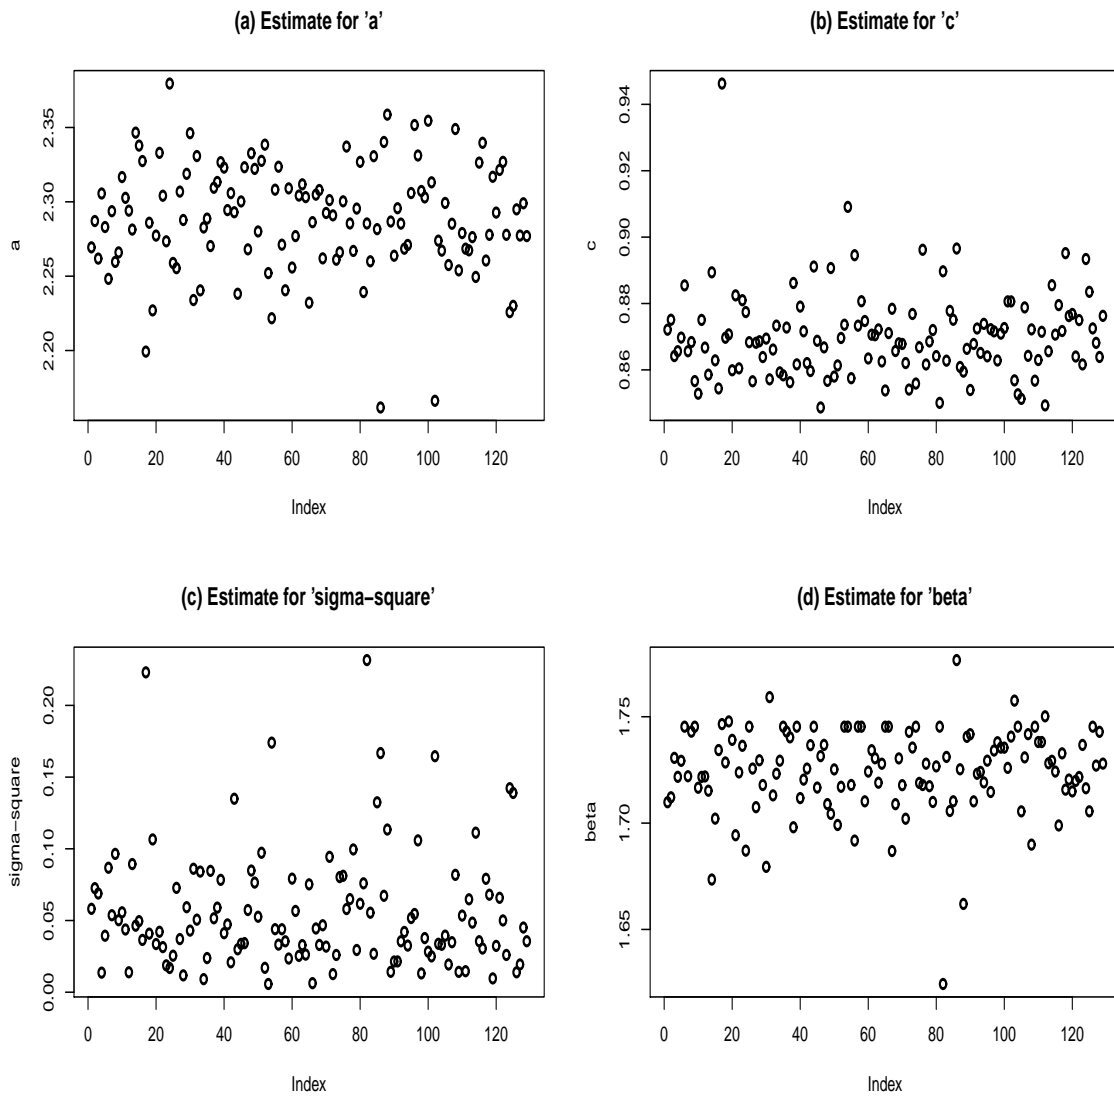 (a) Estimate for ’a’
a
2.35
2.30
2.25
2.20
0 20 40 60 80 100 120
Index
(b) Estimate for ’c’
c
0.94
0.92
0.90
0.88
0.86
0 20 40 60 80 100 120
Index
(c) Estimate for ’sigma−square’
sigma−square
0.20
0.15
0.10
0.05
0.00
0 20 40 60 80 100 120
Index
(d) Estimate for ’beta’
beta
1.75
1.70
1.65
0 20 40 60 80 100 120
Index